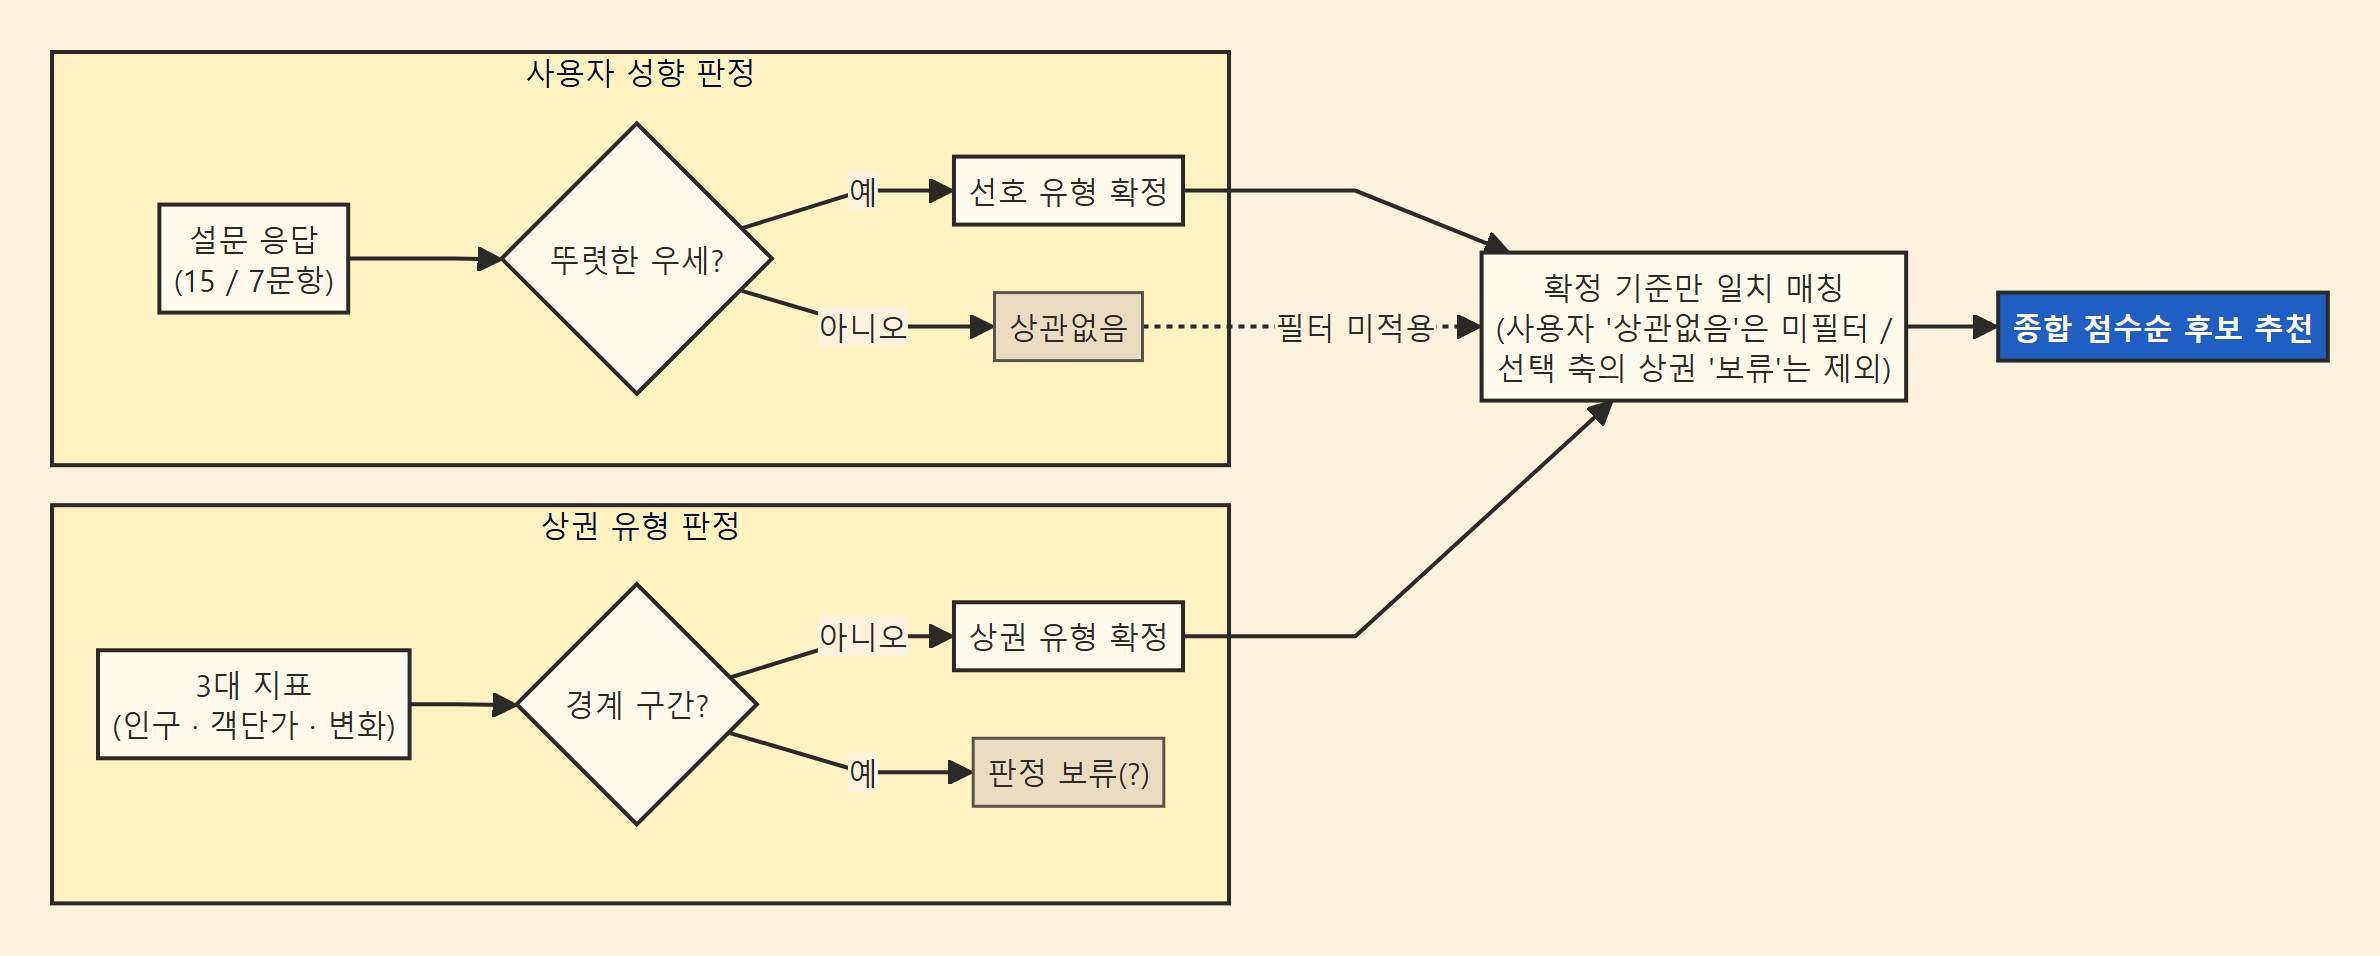 사용자 성향 판정
설문 응답
(15 / 7문항)
뚜렷한 우세?
예
선호 유형 확정
아니오
상관없음
필터 미적용
확정 기준만 일치 매칭
(사용자 '상관없음'은 미필터 /
선택 축의 상권 '보류'는 제외)
종합 점수순 후보 추천
상권 유형 판정
3대 지표
(인구 · 객단가 · 변화)
경계 구간?
아니오
상권 유형 확정
예
판정 보류(?)